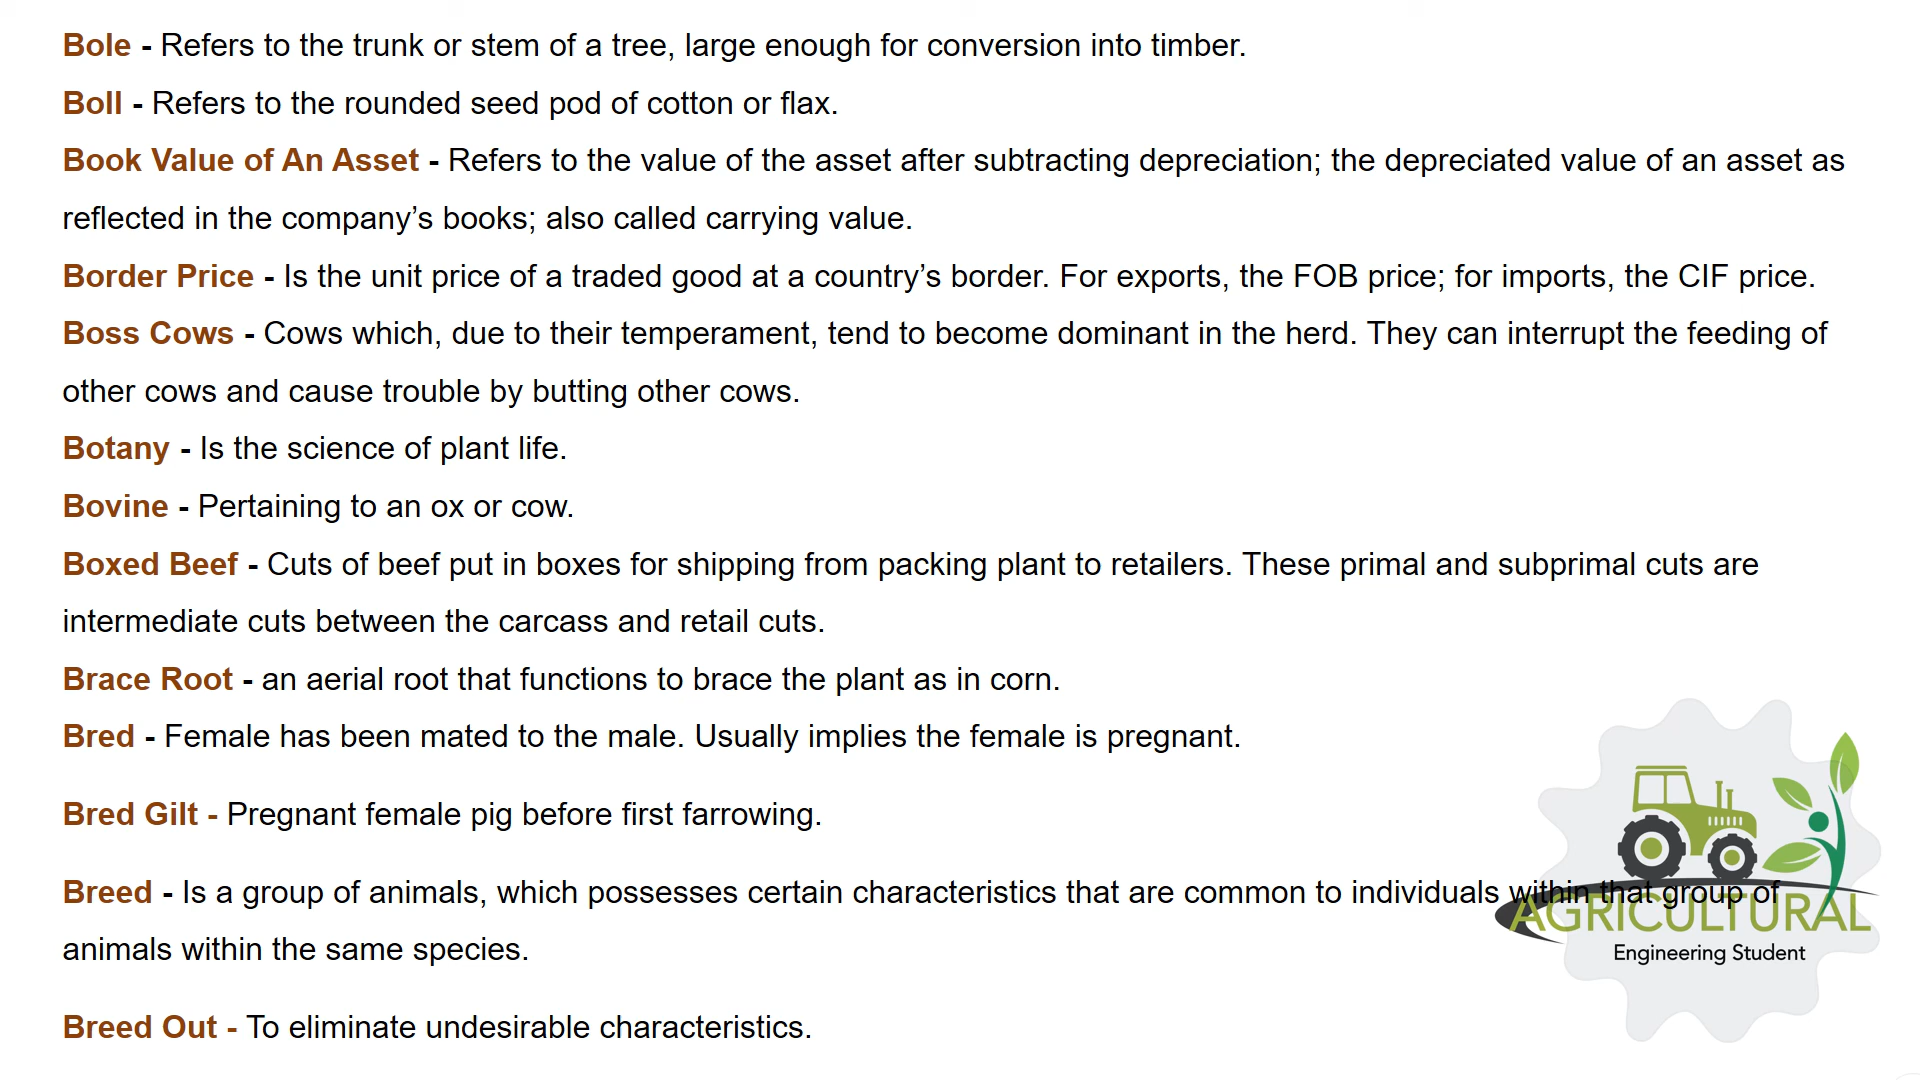 Bole - Refers to the trunk or stem of a tree, large enough for conversion into timber.
Boll - Refers to the rounded seed pod of cotton or flax.
Book Value of An Asset - Refers to the value of the asset after subtracting depreciation; the depreciated value of an asset as
reflected in the company’s books; also called carrying value.
Border Price - Is the unit price of a traded good at a country’s border. For exports, the FOB price; for imports, the CIF price.
Boss Cows - Cows which, due to their temperament, tend to become dominant in the herd. They can interrupt the feeding of
other cows and cause trouble by butting other cows.
Botany - Is the science of plant life.
Bovine - Pertaining to an ox or cow.
Boxed Beef - Cuts of beef put in boxes for shipping from packing plant to retailers. These primal and subprimal cuts are
intermediate cuts between the carcass and retail cuts.
Brace Root - an aerial root that functions to brace the plant as in corn.
Bred - Female has been mated to the male. Usually implies the female is pregnant.
Bred Gilt - Pregnant female pig before first farrowing.
Breed - Is a group of animals, which possesses certain characteristics that are common to individuals within that group of
animals within the same species.
Breed Out - To eliminate undesirable characteristics.
AGRICULTURAL
Engineering Student